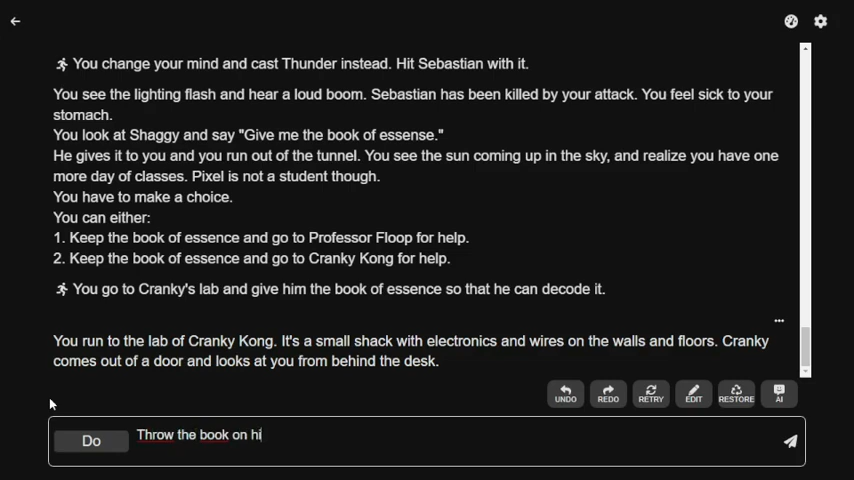 You change your mind and cast Thunder instead. Hit Sebastian with it.
You see the lighting flash and hear a loud boom. Sebastian has been killed by your attack. You feel sick to your
stomach.
You look at Shaggy and say "Give me the book of essense."
He gives it to you and you run out of the tunnel. You see the sun coming up in the sky, and realize you have one
more day of classes. Pixel is not a student though.
You have to make a choice.
You can either:
1. Keep the book of essence and go to Professor Floop for help.
2. Keep the book of essence and go to Cranky Kong for help.
You go to Cranky's lab and give him the book of essence so that he can decode it.
You run to the lab of Cranky Kong. It's a small shack with electronics and wires on the walls and floors. Cranky
comes out of a door and looks at you from behind the desk.
UNDO REDO RETRY EDIT RESTORE AI
Do Throw the book on hi